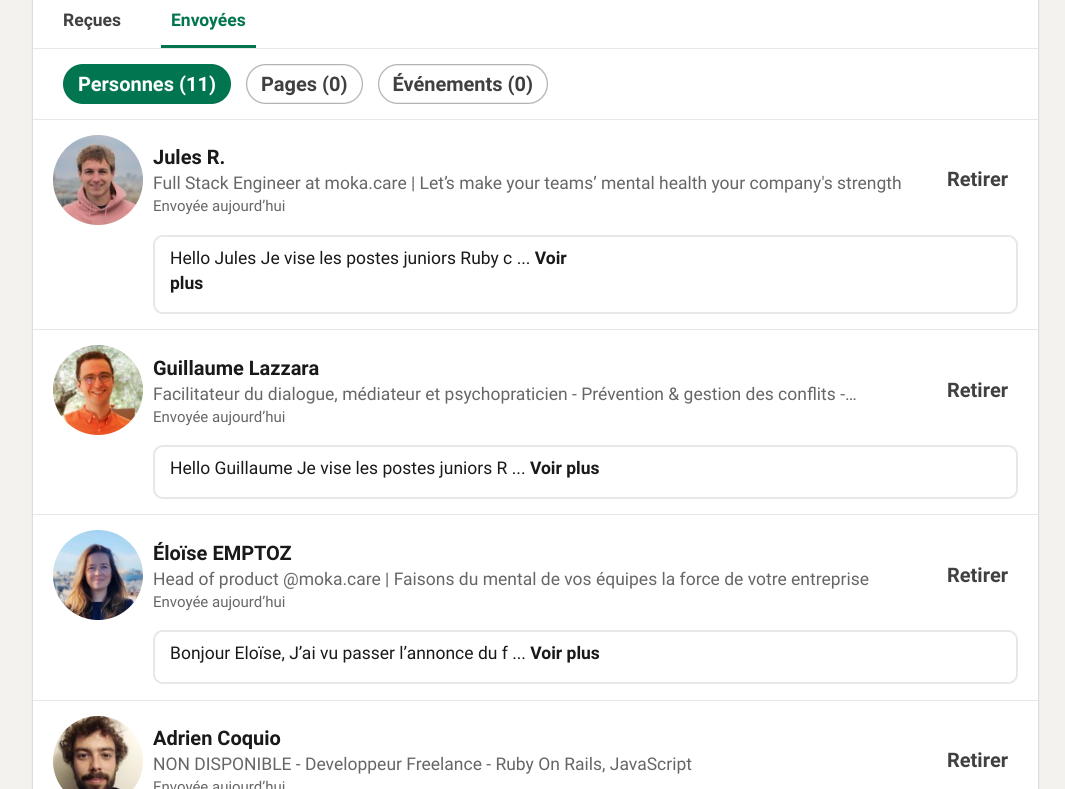 Reçues Envoyées
Personnes (11) Pages (0) Événements (0)
Jules R.
Full Stack Engineer at moka.care | Let’s make your teams’ mental health your company's strength
Retirer
Envoyée aujourd’hui
Hello Jules Je vise les postes juniors Ruby c ... Voir
plus
Guillaume Lazzara
Facilitateur du dialogue, médiateur et psychopraticien - Prévention & gestion des conflits -…
Retirer
Envoyée aujourd’hui
Hello Guillaume Je vise les postes juniors R ... Voir plus
Éloïse EMPTOZ
Head of product @moka.care | Faisons du mental de vos équipes la force de votre entreprise
Retirer
Envoyée aujourd’hui
Bonjour Eloïse, J’ai vu passer l’annonce du f ... Voir plus
Adrien Coquio
NON DISPONIBLE - Developpeur Freelance - Ruby On Rails, JavaScript
Retirer
Envoyée aujourd’hui